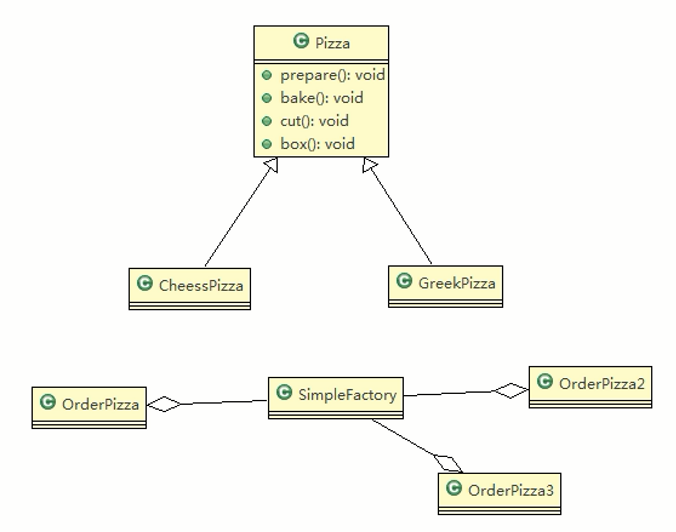 Pizza
prepare(): void
bake(): void
cut(): void
box(): void
CheessPizza
GreekPizza
OrderPizza
SimpleFactory
OrderPizza2
OrderPizza3